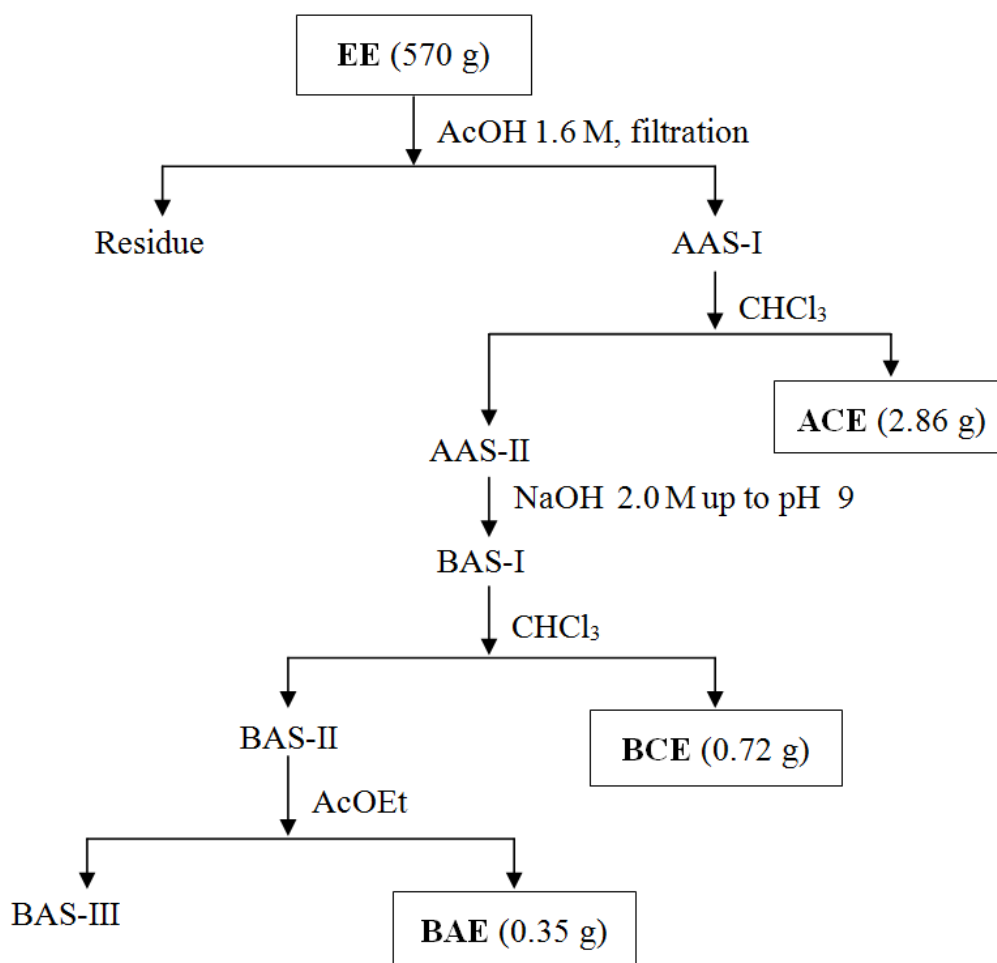 EE (570 g)
AcOH 1.6 M, filtration
Residue
AAS-I
CHCl₃
ACE (2.86 g)
AAS-II
NaOH 2.0 M up to pH 9
BAS-I
CHCl₃
BAS-II
BCE (0.72 g)
AcOEt
BAS-III
BAE (0.35 g)